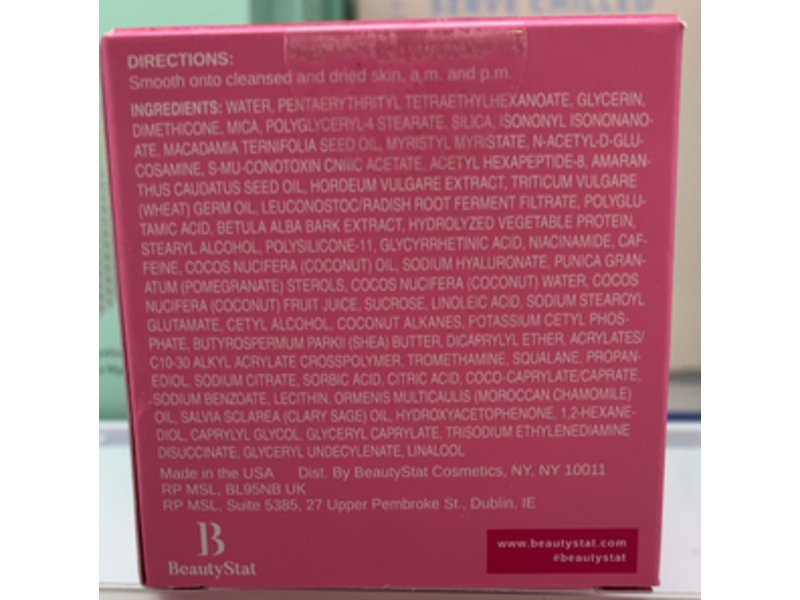 SERVE CHILLED
DIRECTIONS:
Smooth onto cleansed and dried skin, a.m. and p.m.
INGREDIENTS: WATER, PENTAERYTHRITYL TETRAETHYLHEXANOATE, GLYCERIN,
DIMETHICONE, MICA, POLYGLYCERYL-4 STEARATE, SILICA, ISONONYL ISONONANO-
ATE, MACADAMIA TERNIFOLIA SEED OIL, MYRISTYL MYRISTATE, N-ACETYL-D-GLU-
COSAMINE, S-MU-CONOTOXIN CNIIIC ACETATE, ACETYL HEXAPEPTIDE-8, AMARAN-
THUS CAUDATUS SEED OIL, HORDEUM VULGARE EXTRACT, TRITICUM VULGARE
(WHEAT) GERM OIL, LEUCONOSTOC/RADISH ROOT FERMENT FILTRATE, POLYGLU-
TAMIC ACID, BETULA ALBA BARK EXTRACT, HYDROLYZED VEGETABLE PROTEIN,
STEARYL ALCOHOL, POLYSILICONE-11, GLYCYRRHETINIC ACID, NIACINAMIDE, CAF-
FEINE, COCOS NUCIFERA (COCONUT) OIL, SODIUM HYALURONATE, PUNICA GRAN-
ATUM (POMEGRANATE) STEROLS, COCOS NUCIFERA (COCONUT) WATER, COCOS
NUCIFERA (COCONUT) FRUIT JUICE, SUCROSE, LINOLEIC ACID, SODIUM STEAROYL
GLUTAMATE, CETYL ALCOHOL, COCONUT ALKANES, POTASSIUM CETYL PHOS-
PHATE, BUTYROSPERMUM PARKII (SHEA) BUTTER, DICAPRYLYL ETHER, ACRYLATES/
C10-30 ALKYL ACRYLATE CROSSPOLYMER, TROMETHAMINE, SQUALANE, PROPAN-
EDIOL, SODIUM CITRATE, SORBIC ACID, CITRIC ACID, COCO-CAPRYLATE/CAPRATE,
SODIUM BENZOATE, LECITHIN, ORMENIS MULTICAULIS (MOROCCAN CHAMOMILE)
OIL, SALVIA SCLAREA (CLARY SAGE) OIL, HYDROXYACETOPHENONE, 1,2-HEXANE-
DIOL, CAPRYLYL GLYCOL, GLYCERYL CAPRYLATE, TRISODIUM ETHYLENEDIAMINE
DISUCCINATE, GLYCERYL UNDECYLENATE, LINALOOL
Made in the USA Dist. By BeautyStat Cosmetics, NY, NY 10011
RP MSL, BL95NB UK
RP MSL, Suite 5385, 27 Upper Pembroke St., Dublin, IE
B
BeautyStat
www.beautystat.com
#beautystat